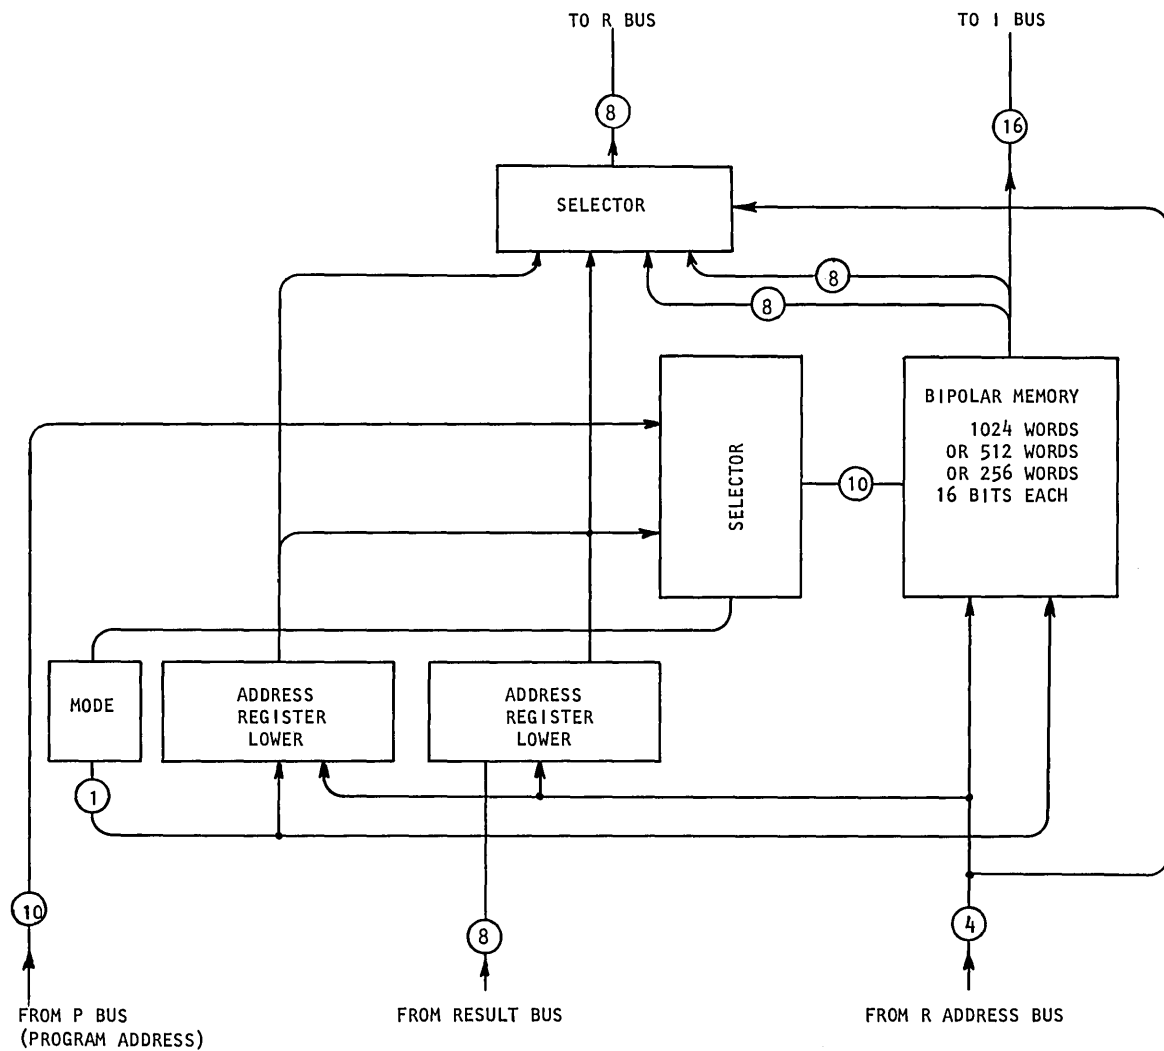 TO R BUS
TO I BUS
8
16
SELECTOR
8
8
BIPOLAR MEMORY
1024 WORDS
OR 512 WORDS
OR 256 WORDS
16 BITS EACH
SELECTOR
10
MODE
ADDRESS
REGISTER
LOWER
ADDRESS
REGISTER
LOWER
1
10
8
4
FROM P BUS
(PROGRAM ADDRESS)
FROM RESULT BUS
FROM R ADDRESS BUS